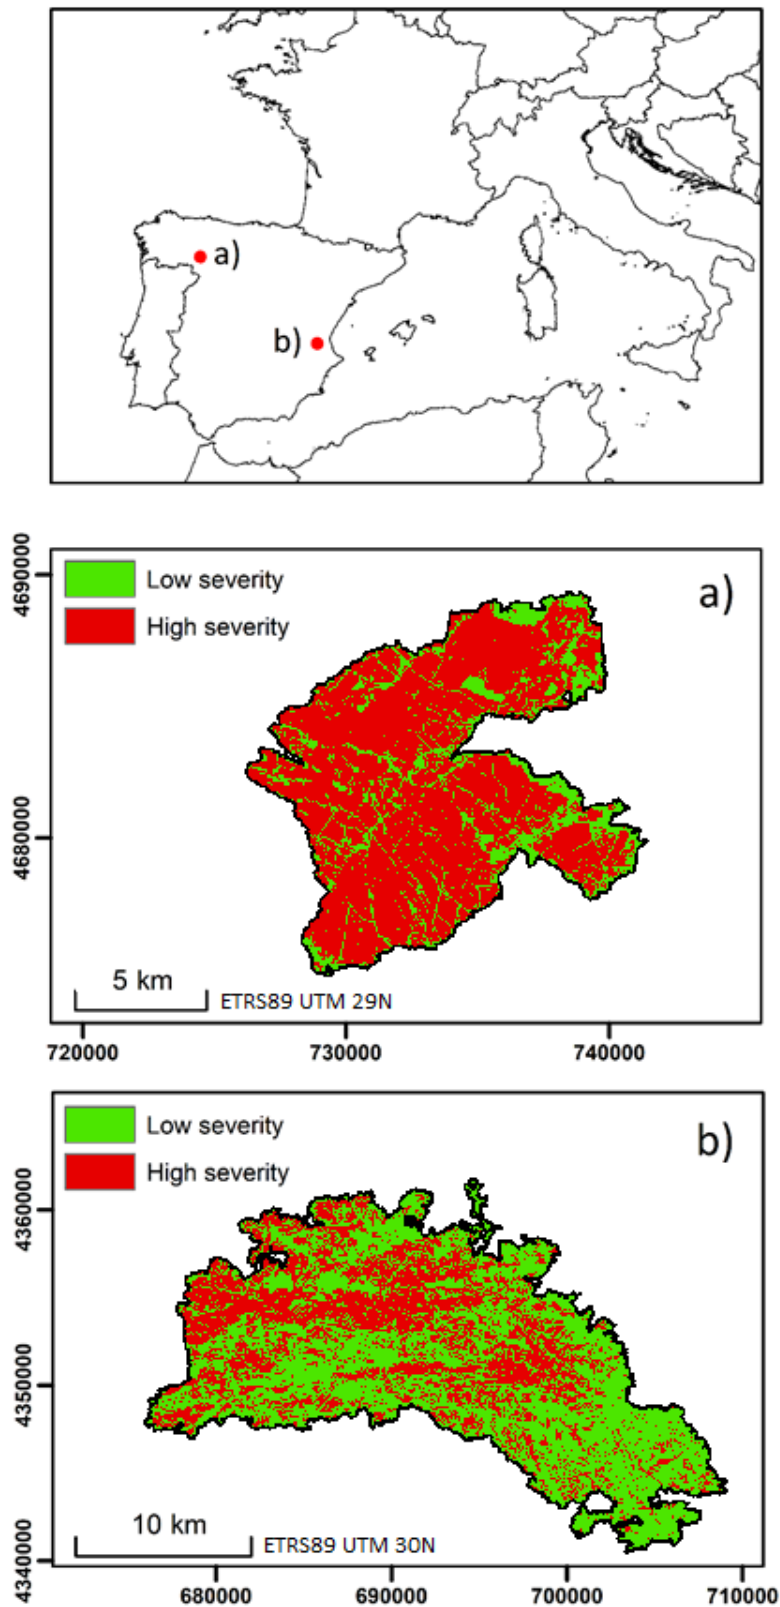 a)
b)
Low severity
High severity
a)
4690000
4680000
5 km
ETRS89 UTM 29N
720000 730000 740000
Low severity
High severity
b)
4360000
4350000
4340000
10 km
ETRS89 UTM 30N
680000 690000 700000 710000